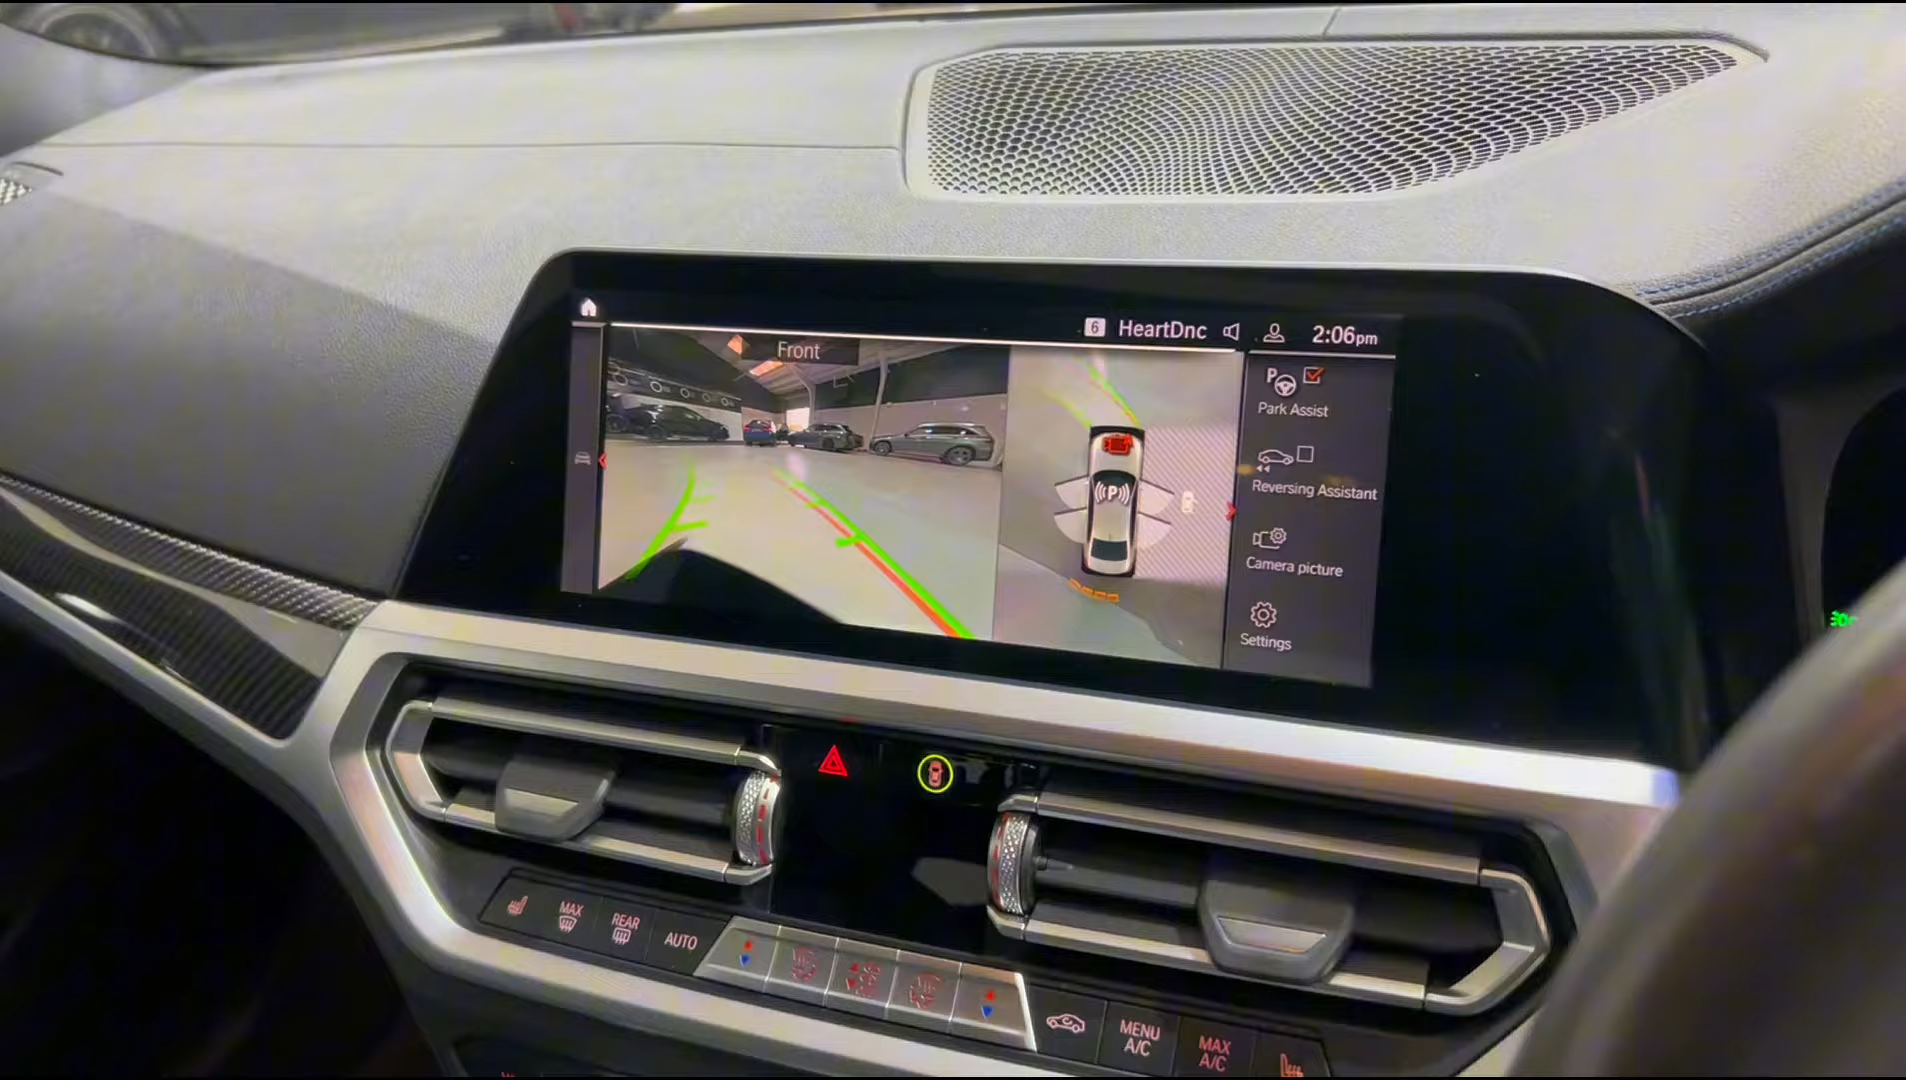 6 HeartDnc 2:06pm
Front
P
Park Assist
Reversing Assistant
Camera picture
Settings
(P)
MAX
REAR
AUTO
MENU
A/C
MAX
A/C